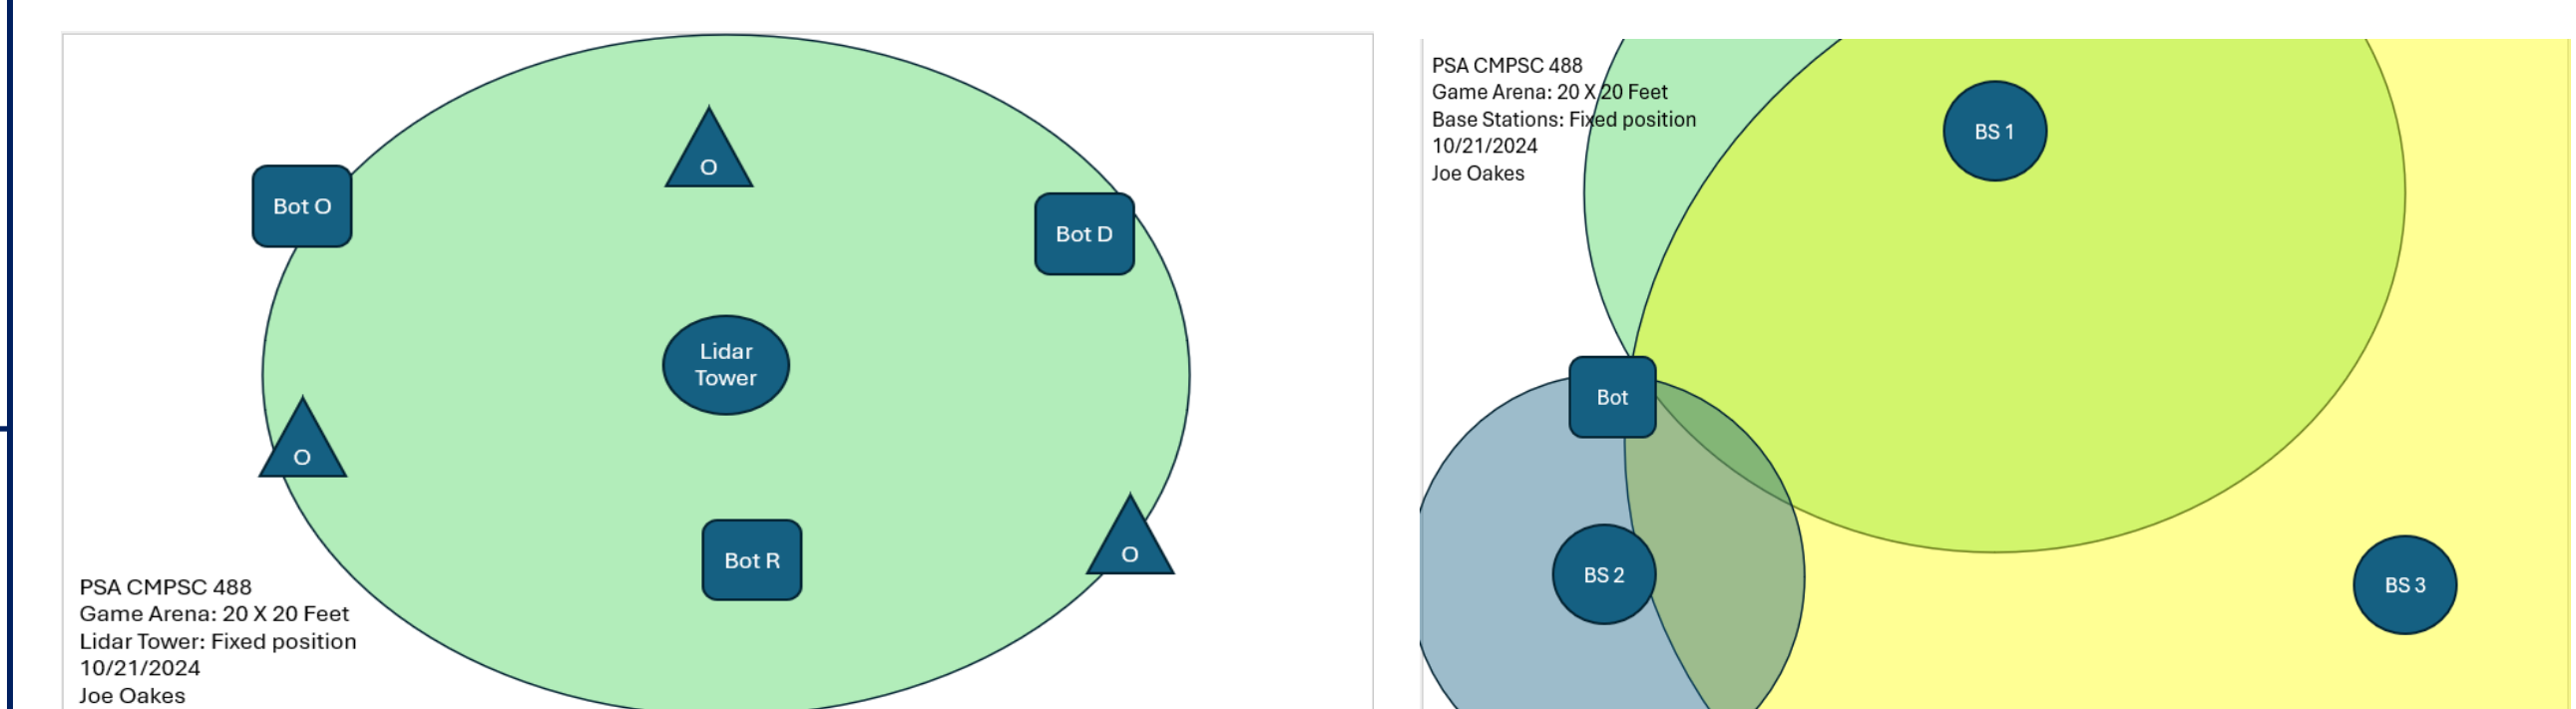 O
Bot O
Bot D
Lidar
Tower
O
Bot R
O
PSA CMPSC 488
Game Arena: 20 X 20 Feet
Lidar Tower: Fixed position
10/21/2024
Joe Oakes
PSA CMPSC 488
Game Arena: 20 X 20 Feet
Base Stations: Fixed position
10/21/2024
Joe Oakes
BS 1
Bot
BS 2
BS 3